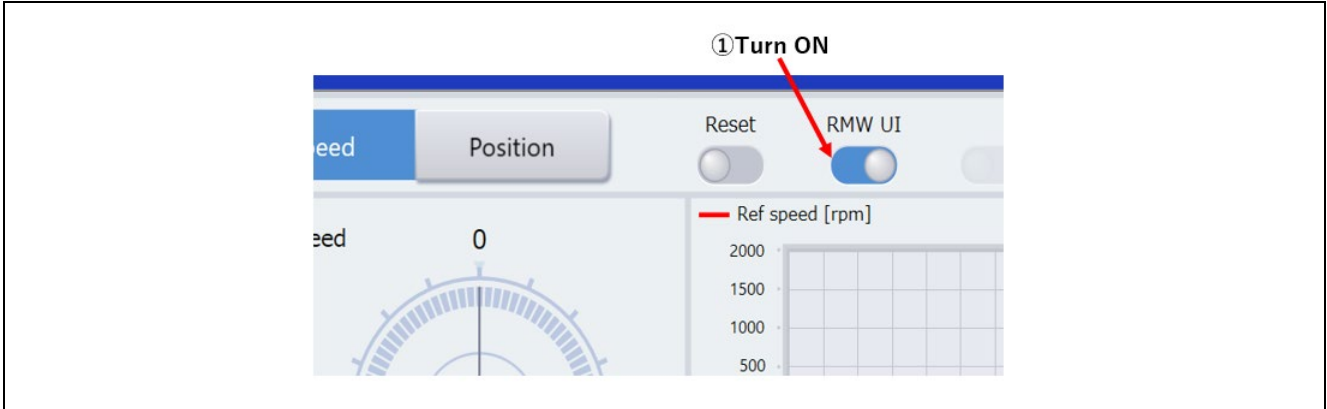 ①Turn ON
Reset
RMW UI
eed
Position
Ref speed [rpm]
eed
0
2000
1500
1000
500